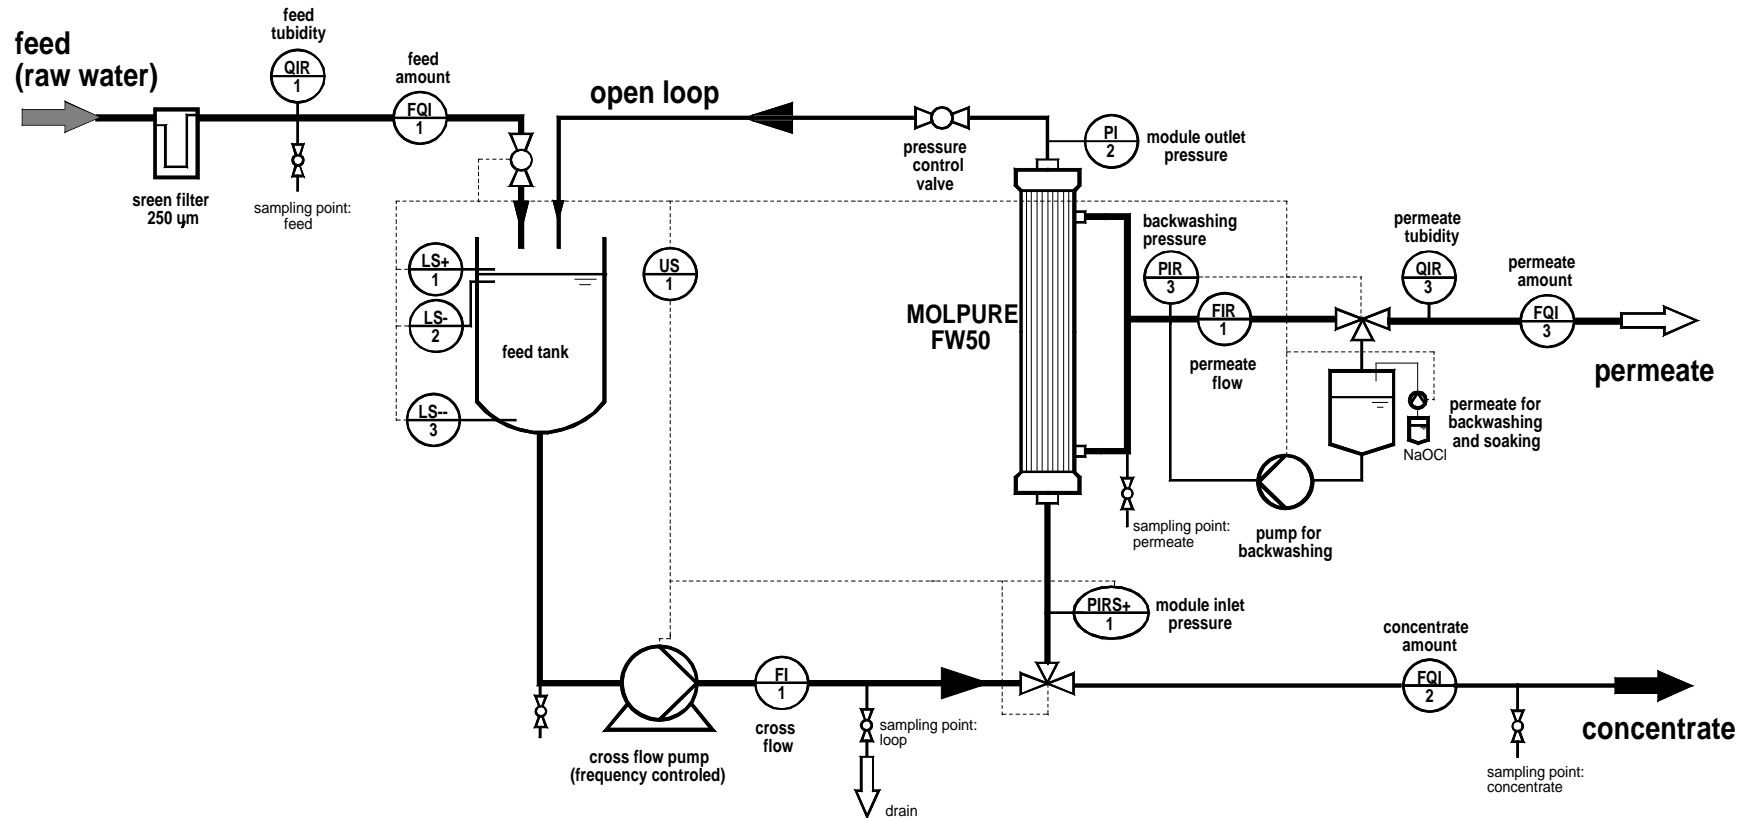 feed
(raw water)
feed
tubidity
QIR
1
feed
amount
FQI
1
sreen filter
250 ųm
sampling point:
feed
open loop
pressure
control
valve
PI
2
module outlet
pressure
LS+
1
LS-
2
LS--
3
feed tank
US
1
MOLPURE
FW50
backwashing
pressure
PIR
3
FIR
1
permeate
flow
permeate
tubidity
QIR
3
permeate
amount
FQI
3
permeate
permeate for
backwashing
and soaking
NaOCl
pump for
backwashing
sampling point:
permeate
PIRS+
1
module inlet
pressure
cross flow pump
(frequency controled)
FI
1
cross
flow
sampling point:
loop
drain
concentrate
amount
FQI
2
concentrate
sampling point:
concentrate